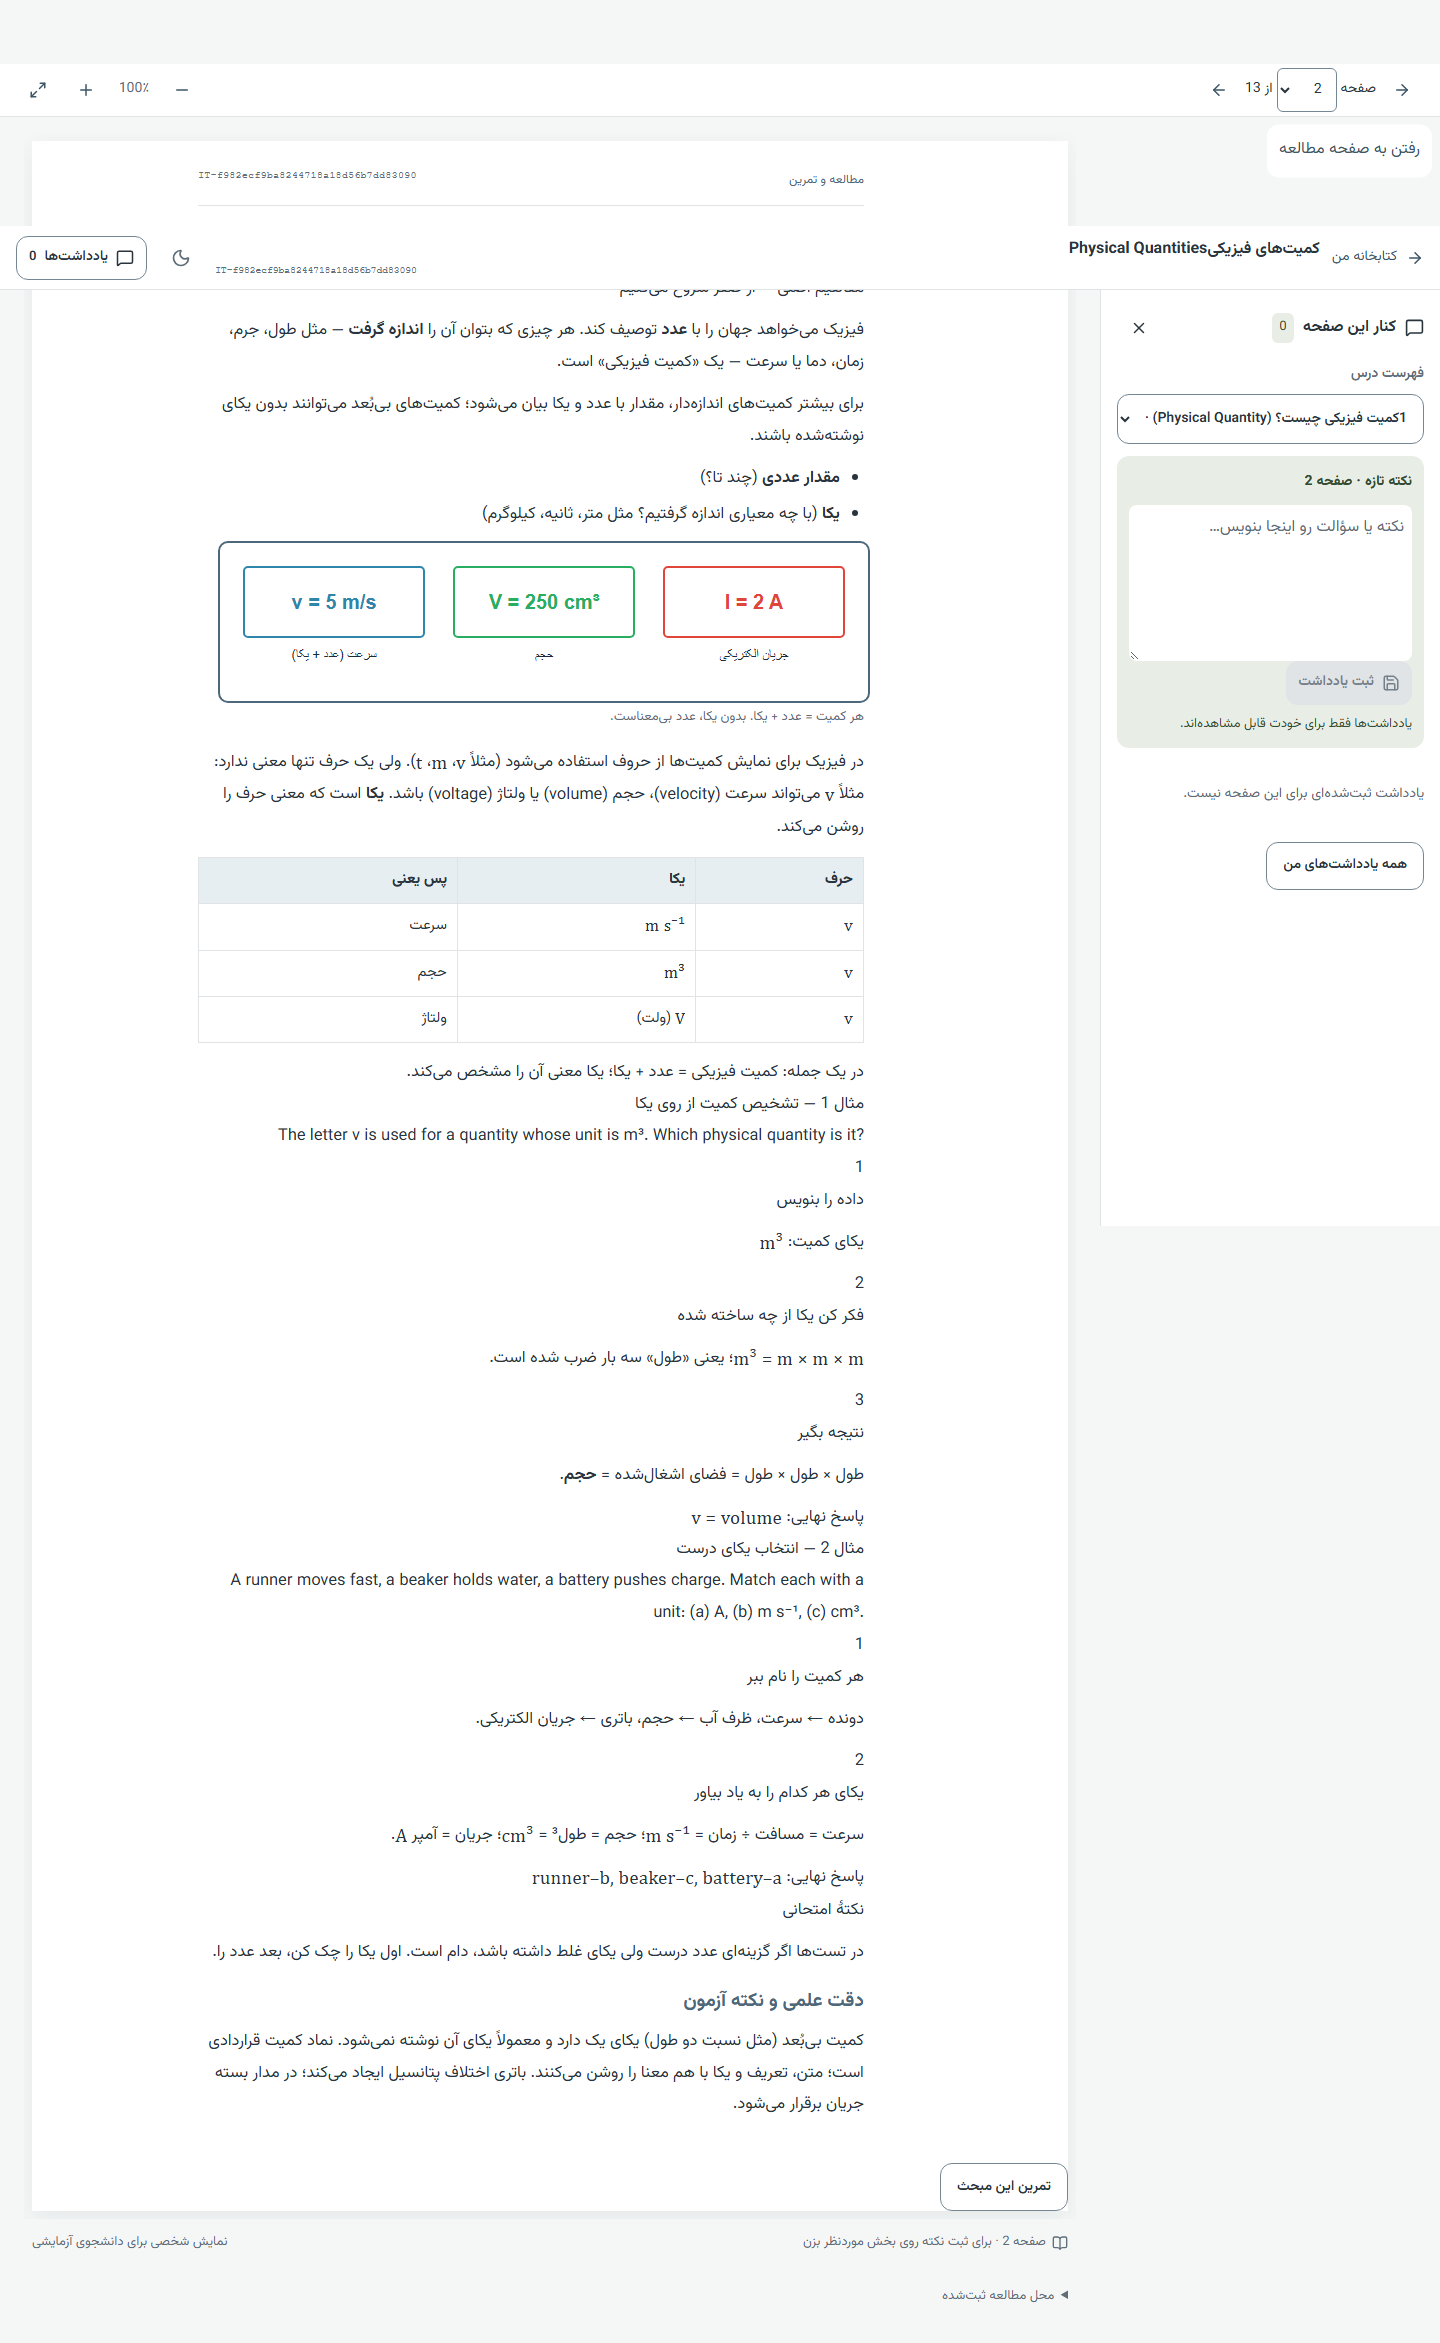 صفحه 2 از 13
100٪
رفتن به صفحه مطالعه
مطالعه و تمرین
IT-f982ecf9ba8244718a18d56b7dd83090
کتابخانه من
کمیت‌های فیزیکیPhysical Quantities
IT-f982ecf9ba8244718a18d56b7dd83090
یادداشت‌ها 0
کنار این صفحه 0
فهرست درس
1کمیت فیزیکی چیست؟ (Physical Quantity) ·
نکته تازه · صفحه 2
نکته یا سؤالت رو اینجا بنویس…
ثبت یادداشت
یادداشت‌ها فقط برای خودت قابل مشاهده‌اند.
یادداشت ثبت‌شده‌ای برای این صفحه نیست.
همه یادداشت‌های من
فیزیک می‌خواهد جهان را با عدد توصیف کند. هر چیزی که بتوان آن را اندازه گرفت — مثل طول، جرم،
زمان، دما یا سرعت — یک «کمیت فیزیکی» است.
برای بیشتر کمیت‌های اندازه‌دار، مقدار با عدد و یکا بیان می‌شود؛ کمیت‌های بی‌بُعد می‌توانند بدون یکای
نوشته‌شده باشند.
مقدار عددی (چند تا؟)
یکا (با چه معیاری اندازه گرفتیم؟ مثل متر، ثانیه، کیلوگرم)
I = 2 A
V = 250 cm³
v = 5 m/s
جریان الکتریکی
حجم
سرعت (عدد + یکا)
هر کمیت = عدد + یکا. بدون یکا، عدد بی‌معناست.
در فیزیک برای نمایش کمیت‌ها از حروف استفاده می‌شود (مثلاً v، m، t). ولی یک حرف تنها معنی ندارد:
مثلاً v می‌تواند سرعت (velocity)، حجم (volume) یا ولتاژ (voltage) باشد. یکا است که معنی حرف را
روشن می‌کند.
حرف یکا پس یعنی
v m s⁻¹ سرعت
v m³ حجم
v V (ولت) ولتاژ
در یک جمله: کمیت فیزیکی = عدد + یکا؛ یکا معنی آن را مشخص می‌کند.
مثال 1 — تشخیص کمیت از روی یکا
The letter v is used for a quantity whose unit is m³. Which physical quantity is it?
1
داده را بنویس
یکای کمیت: m³
2
فکر کن یکا از چه ساخته شده
m³ = m × m × m؛ یعنی «طول» سه بار ضرب شده است.
3
نتیجه بگیر
طول × طول × طول = فضای اشغال‌شده = حجم.
پاسخ نهایی: v = volume
مثال 2 — انتخاب یکای درست
A runner moves fast, a beaker holds water, a battery pushes charge. Match each with a
unit: (a) A, (b) m s⁻¹, (c) cm³.
1
هر کمیت را نام ببر
دونده ← سرعت، ظرف آب ← حجم، باتری ← جریان الکتریکی.
2
یکای هر کدام را به یاد بیاور
سرعت = مسافت ÷ زمان = m s⁻¹؛ حجم = طول³ = cm³؛ جریان = آمپر A.
پاسخ نهایی: runner–b, beaker–c, battery–a
نکتهٔ امتحانی
در تست‌ها اگر گزینه‌ای عدد درست ولی یکای غلط داشته باشد، دام است. اول یکا را چک کن، بعد عدد را.
دقت علمی و نکته آزمون
کمیت بی‌بُعد (مثل نسبت دو طول) یکای یک دارد و معمولاً یکای آن نوشته نمی‌شود. نماد کمیت قراردادی
است؛ متن، تعریف و یکا با هم معنا را روشن می‌کنند. باتری اختلاف پتانسیل ایجاد می‌کند؛ در مدار بسته
جریان برقرار می‌شود.
تمرین این مبحث
صفحه 2 · برای ثبت نکته روی بخش موردنظر بزن
نمایش شخصی برای دانشجوی آزمایشی
محل مطالعه ثبت‌شده